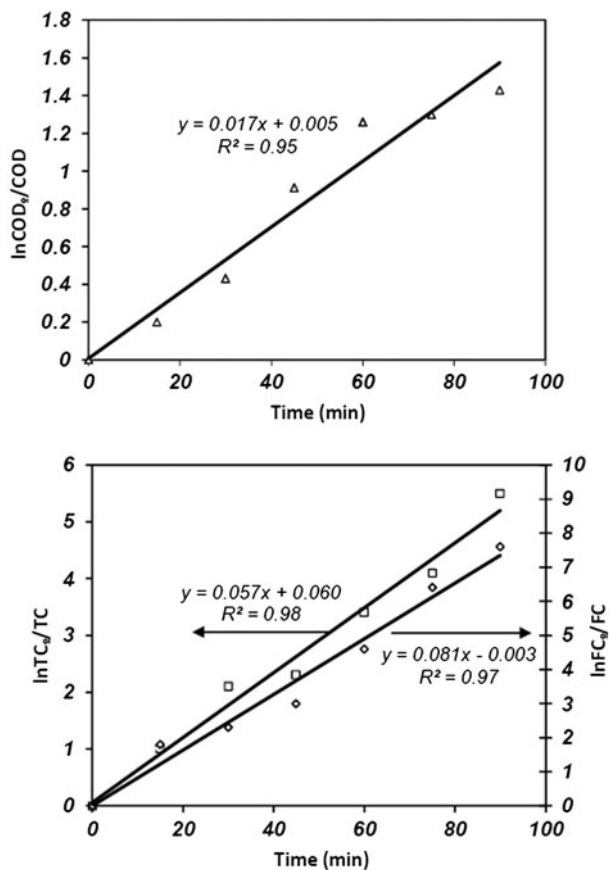 1.8
1.6
1.4
1.2
1
0.8
0.6
0.4
0.2
0
lnCOD₀/COD
y = 0.017x + 0.005
R² = 0.95
0 20 40 60 80 100
Time (min)
6
5
4
3
2
1
0
lnTC₀/TC
y = 0.057x + 0.060
R² = 0.98
y = 0.081x - 0.003
R² = 0.97
10
9
8
7
6
5
4
3
2
1
0
lnFC₀/FC
0 20 40 60 80 100
Time (min)